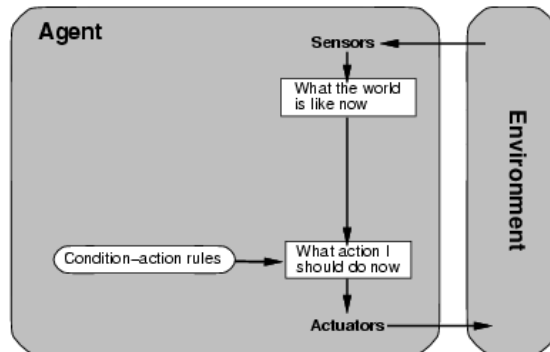 Agent
Sensors
What the world
is like now
Environment
Condition–action rules
What action I
should do now
Actuators